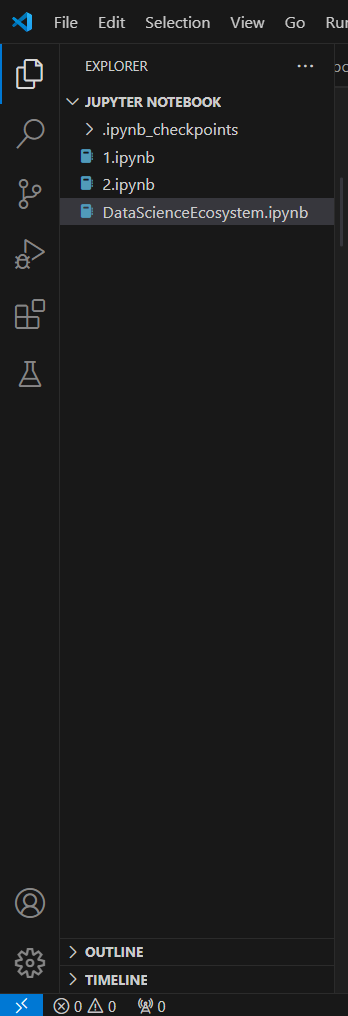 File Edit Selection View Go Run
EXPLORER ...
JUPYTER NOTEBOOK
.ipynb_checkpoints
1.ipynb
2.ipynb
DataScienceEcosystem.ipynb
OUTLINE
TIMELINE
0 0 0